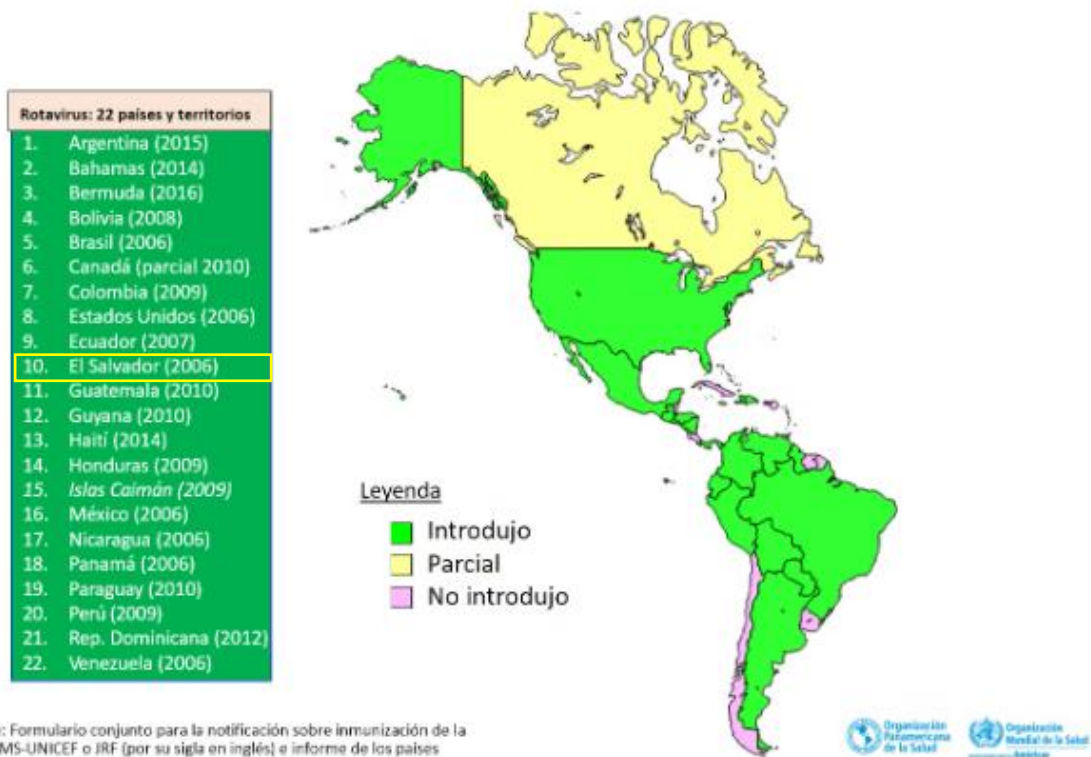 Rotavirus: 22 países y territorios
1. Argentina (2015)
2. Bahamas (2014)
3. Bermuda (2016)
4. Bolivia (2008)
5. Brasil (2006)
6. Canadá (parcial 2010)
7. Colombia (2009)
8. Estados Unidos (2006)
9. Ecuador (2007)
10. El Salvador (2006)
11. Guatemala (2010)
12. Guyana (2010)
13. Haití (2014)
14. Honduras (2009)
15. Islas Caimán (2009)
16. México (2006)
17. Nicaragua (2006)
18. Panamá (2006)
19. Paraguay (2010)
20. Perú (2009)
21. Rep. Dominicana (2012)
22. Venezuela (2006)
Leyenda
Introdujo
Parcial
No introdujo
e: Formulario conjunto para la notificación sobre inmunización de la
MS-UNICEF o JRF (por su sigla en inglés) e informe de los países
Organización
Panamericana
de la Salud
Organización
Mundial de la Salud
Américas